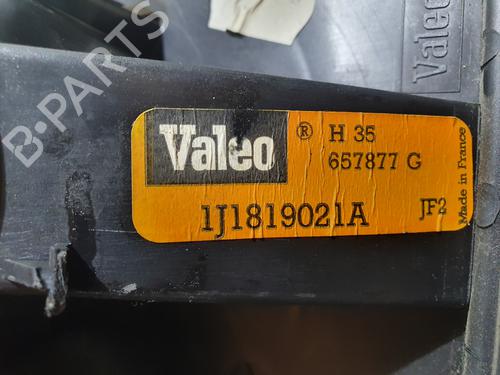 Valeo
B-PARTS
Valeo ® H 35
657877 G
1J1819021A JF2
Made in France